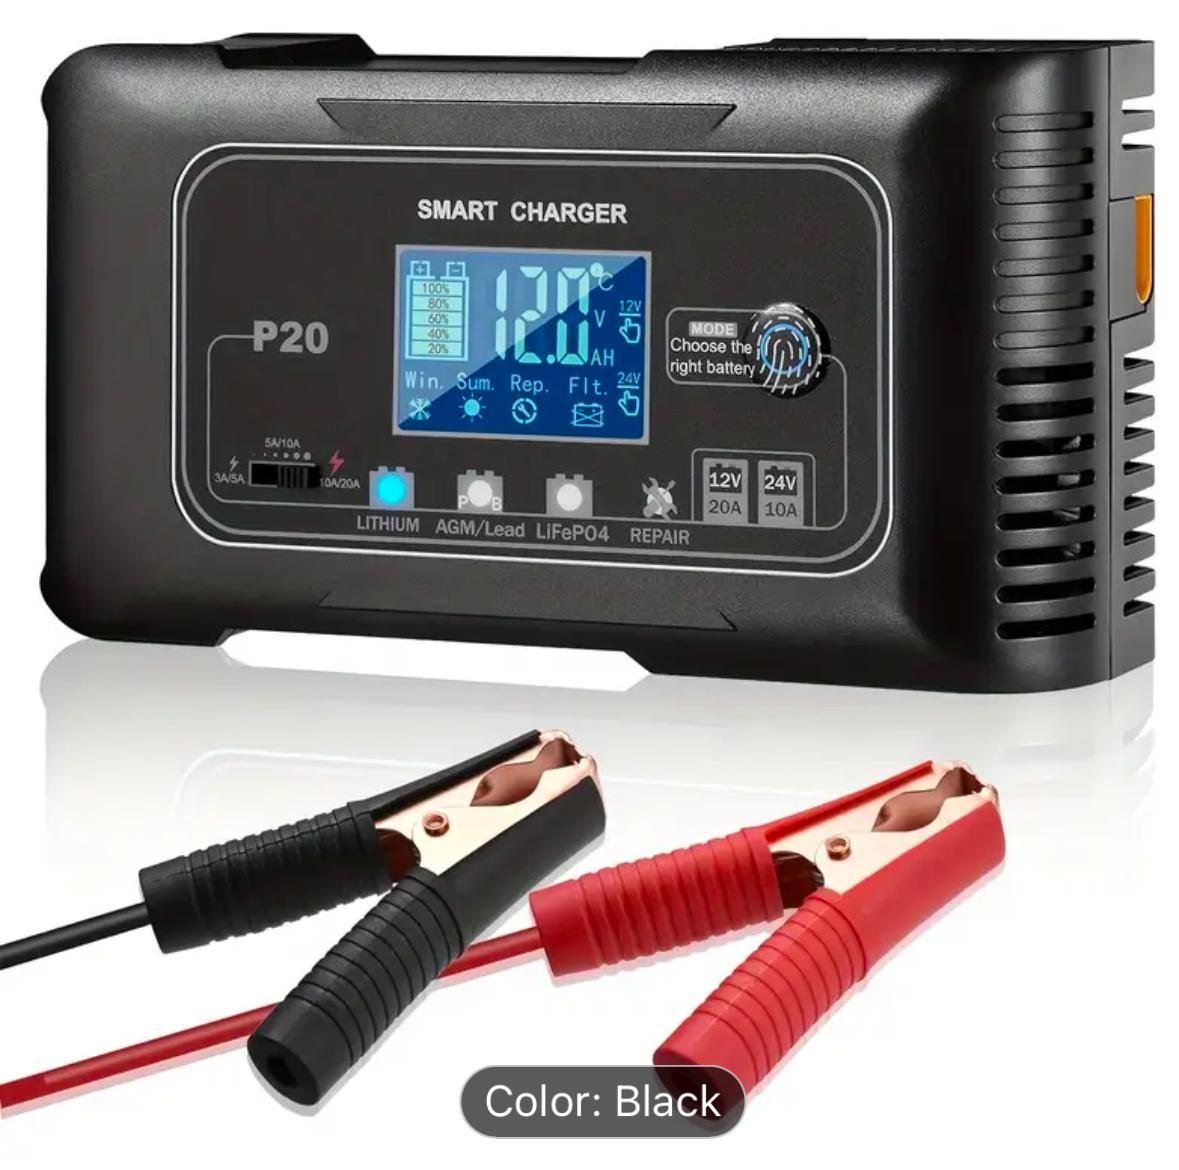 SMART CHARGER
+ -
100%
80%
60%
40%
20%
12.0
°C
V
AH
12V
24V
Win. Sum. Rep. Flt.
P20
MODE
Choose the
right battery
5A/10A
3A/5A
10A/20A
P B
LITHIUM AGM/Lead LiFePO4 REPAIR
12V 24V
20A 10A
Color: Black